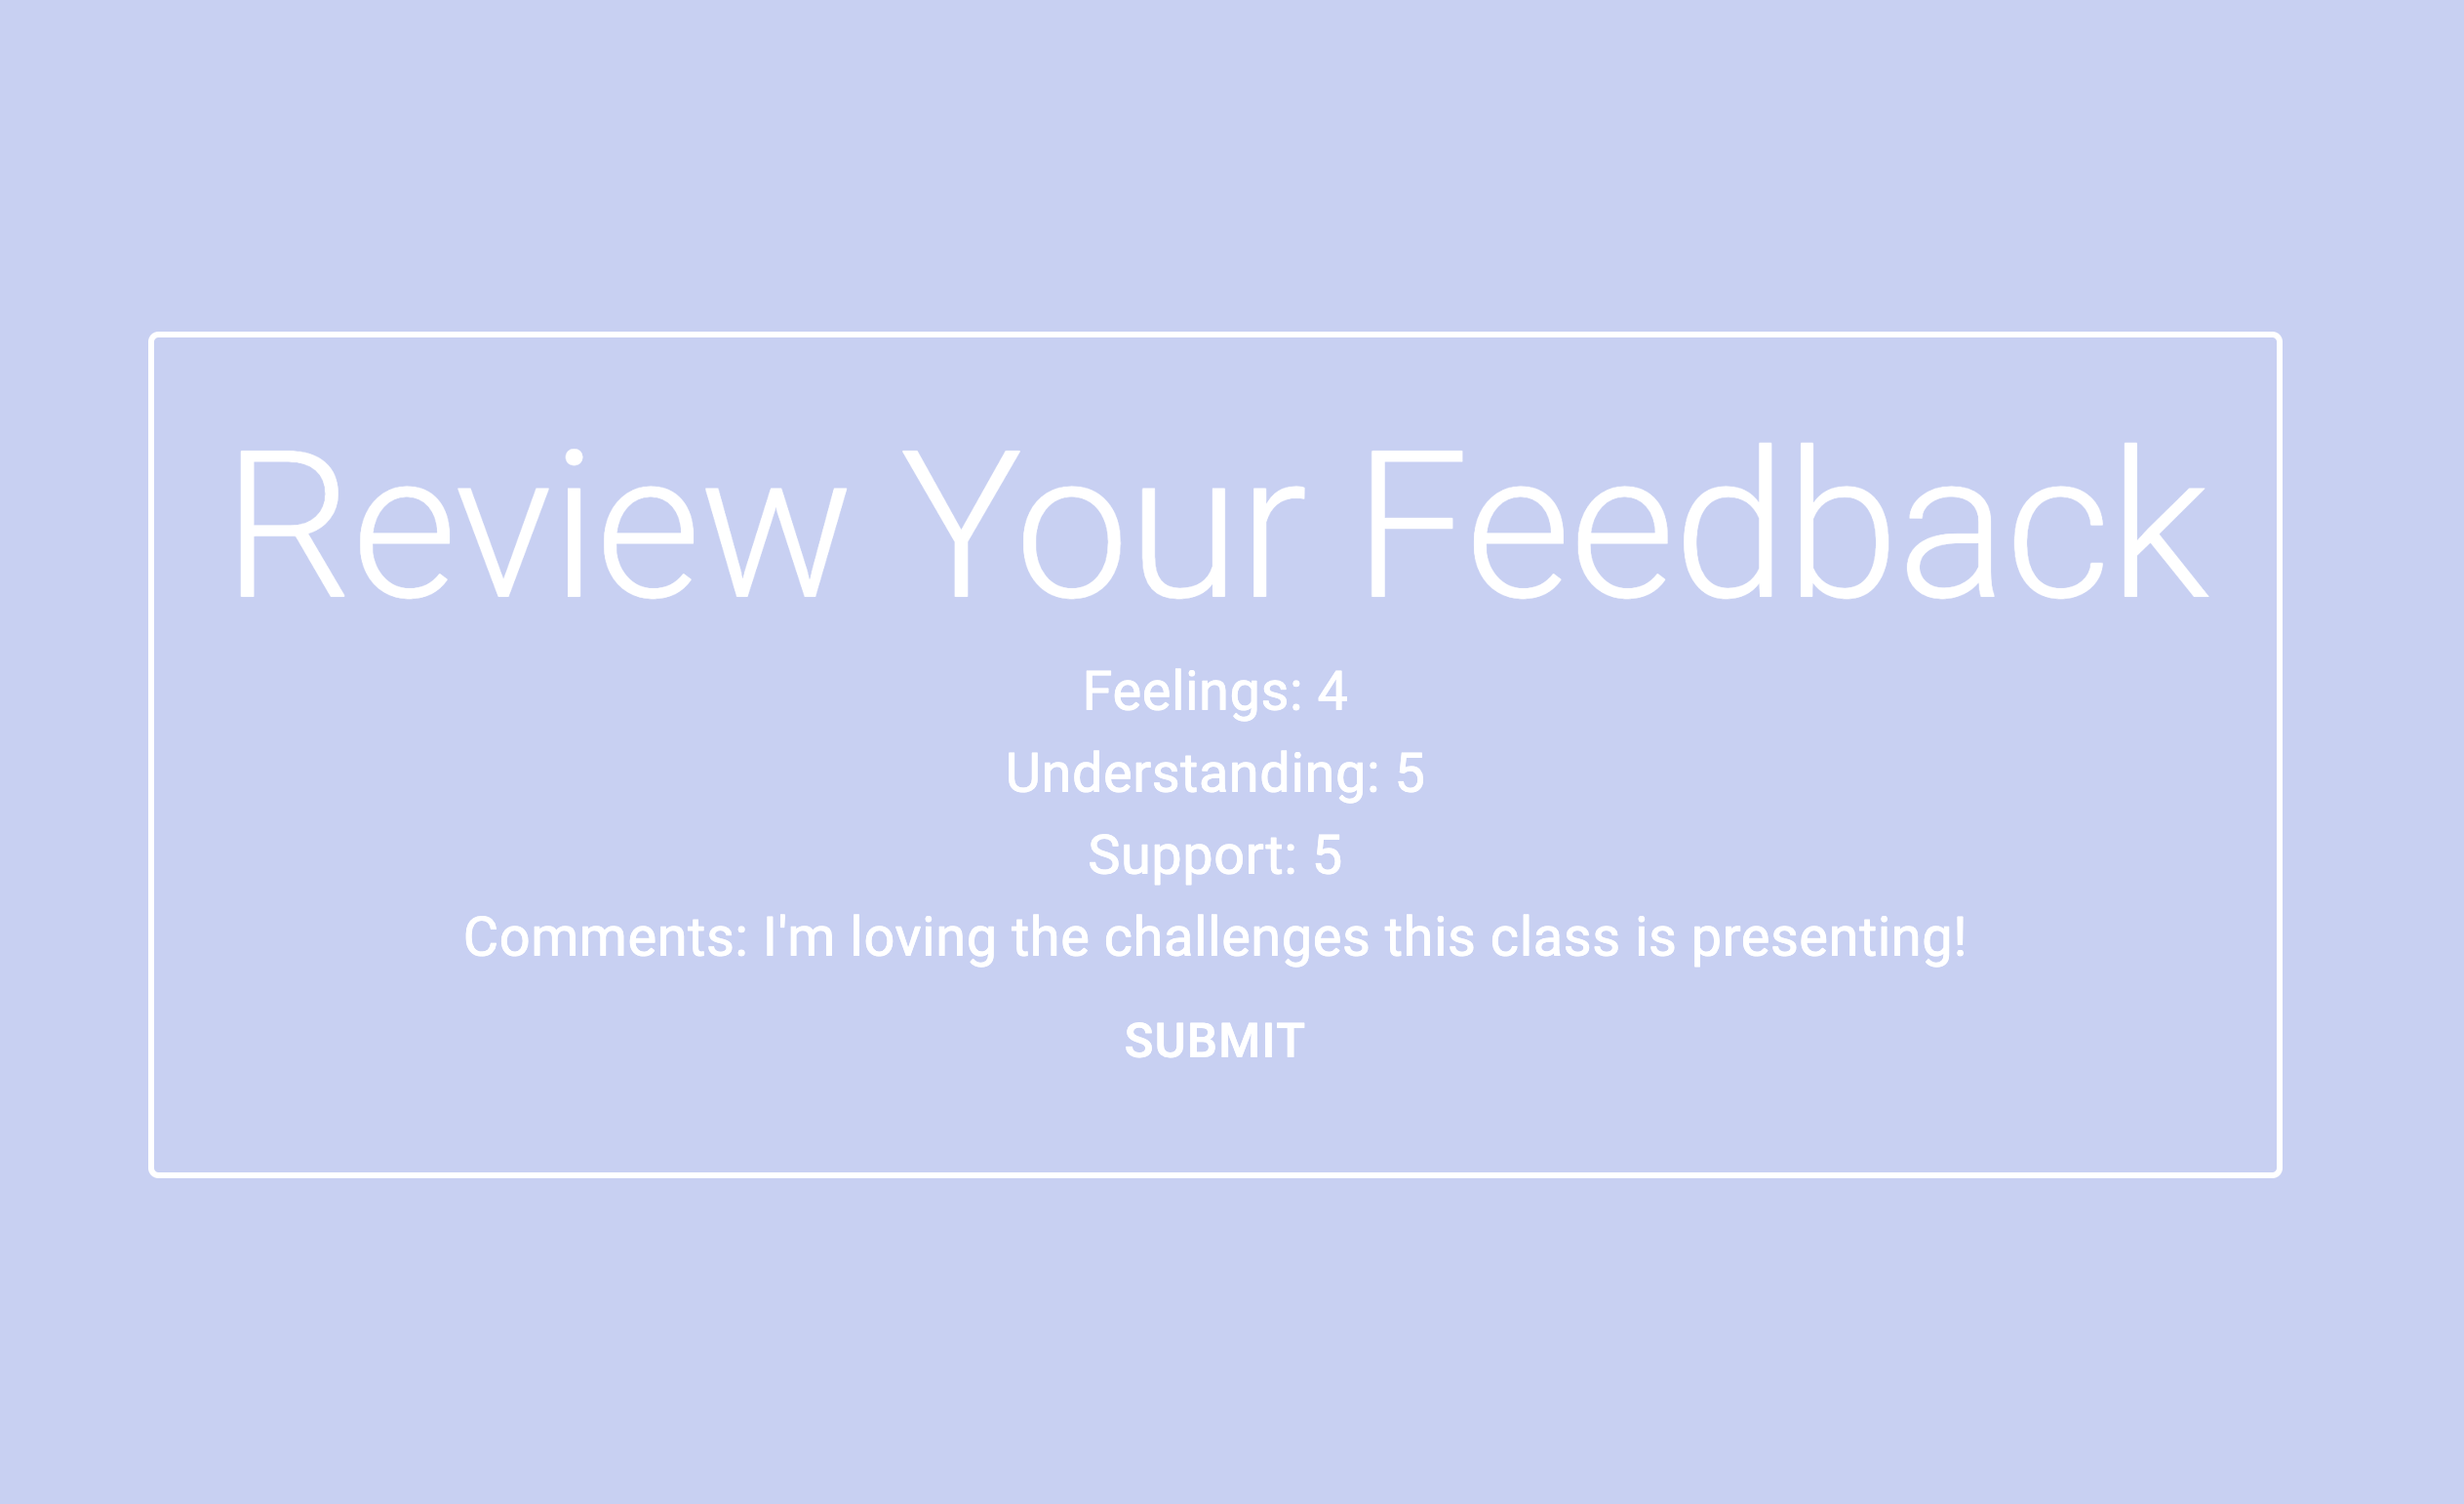 Review Your Feedback
Feelings: 4
Understanding: 5
Support: 5
Comments: I'm loving the challenges this class is presenting!
SUBMIT